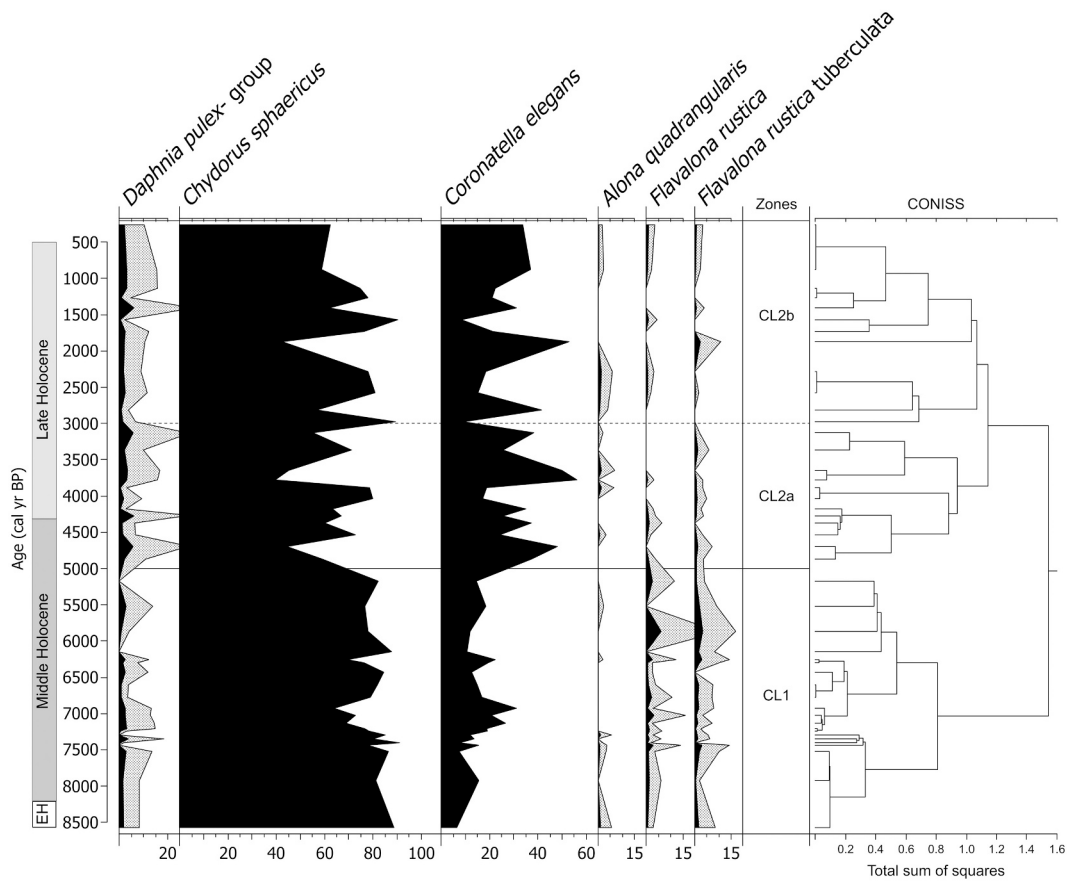 Daphnia pulex- group
Chydorus sphaericus
Coronatella elegans
Alona quadrangularis
Flavalona rustica
Flavalona rustica tuberculata
Zones
CONISS
Age (cal yr BP)
Late Holocene
Middle Holocene
EH
500
1000
1500
2000
2500
3000
3500
4000
4500
5000
5500
6000
6500
7000
7500
8000
8500
CL2b
CL2a
CL1
20
20 40 60 80 100
20 40 60
15
15
15
0.2 0.4 0.6 0.8 1.0 1.2 1.4 1.6
Total sum of squares